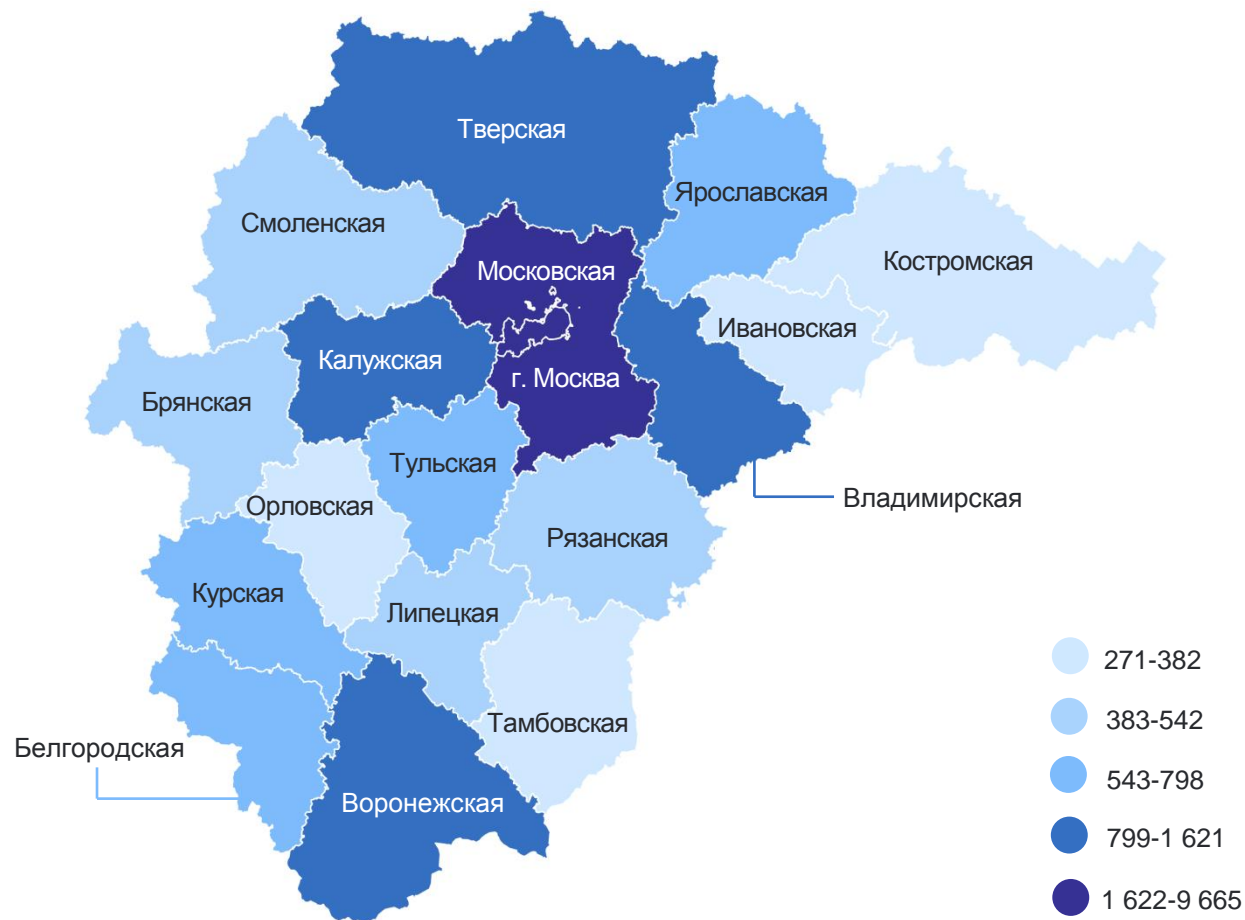 Тверская
Ярославская
Смоленская
Костромская
Московская
Ивановская
Калужская
г. Москва
Брянская
Тульская
Владимирская
Орловская
Рязанская
Курская
Липецкая
Тамбовская
Белгородская
Воронежская
271-382
383-542
543-798
799-1 621
1 622-9 665